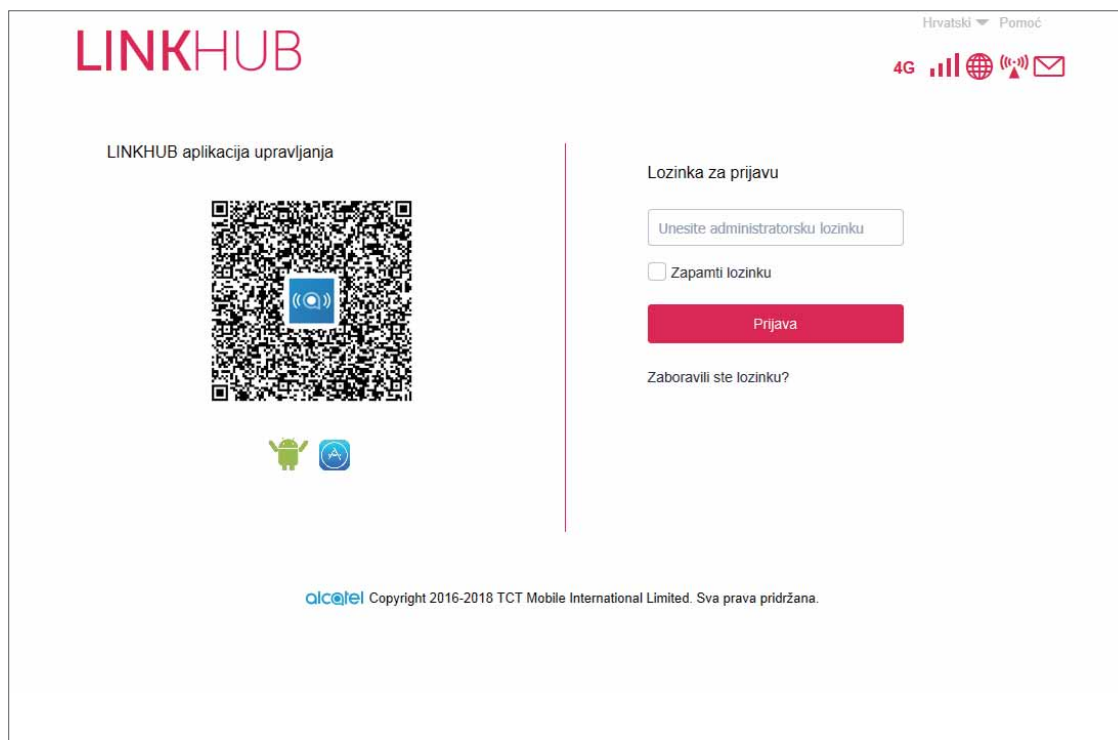 Hrvatski Pomoć
LINKHUB
4G
LINKHUB aplikacija upravljanja
Lozinka za prijavu
Unesite administratorsku lozinku
Zapamti lozinku
Prijava
Zaboravili ste lozinku?
alcatel Copyright 2016-2018 TCT Mobile International Limited. Sva prava pridržana.